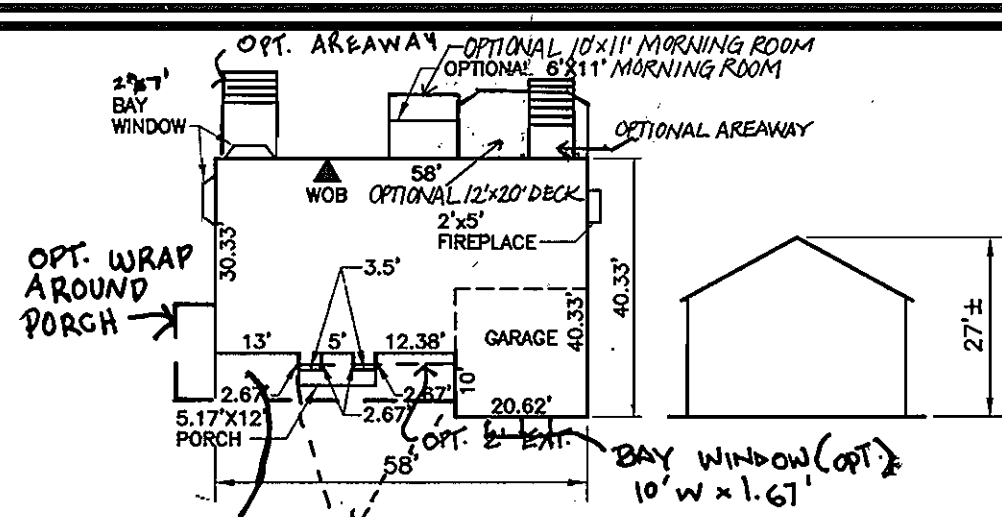 OPT. AREAWAY
OPTIONAL 10'X11' MORNING ROOM
OPTIONAL 6'X11' MORNING ROOM
2'x7'
BAY
WINDOW
OPTIONAL AREAWAY
58'
WOB
OPTIONAL 12'X20' DECK
2'x5'
FIREPLACE
30.33'
OPT. WRAP
AROUND
PORCH
3.5'
40.33'
40.33'
27'±
GARAGE
13'
5'
12.38'
10'
2.67'
2.67'
2.67'
20.62'
5.17'X12'
PORCH
OPT. 2' EXT.
BAY WINDOW (OPT.)
10' W x 1.67'
58'